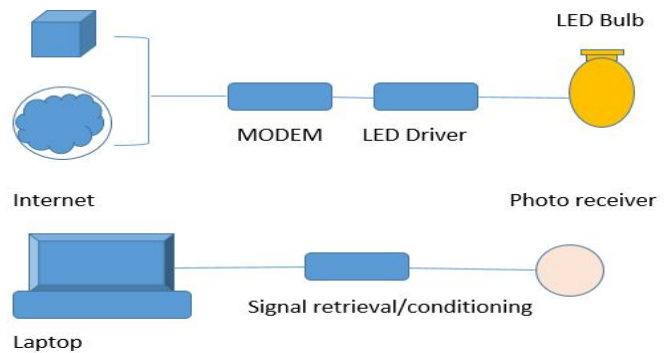 LED Bulb
MODEM
LED Driver
Internet
Photo receiver
Signal retrieval/conditioning
Laptop